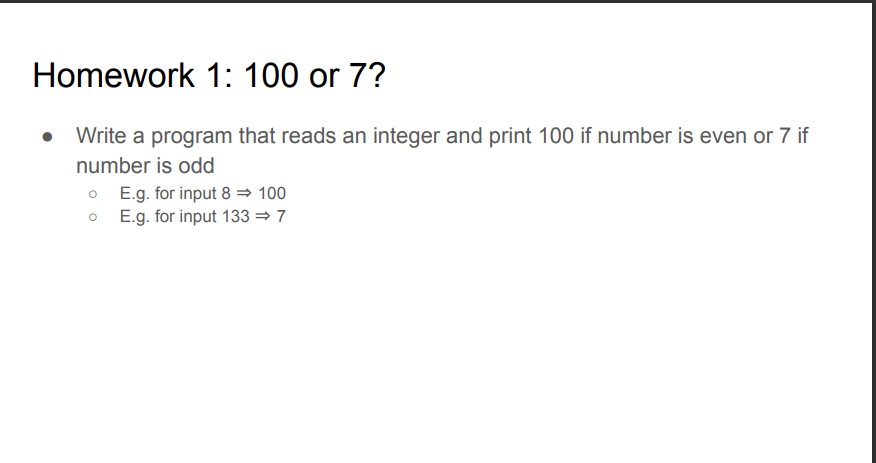 Homework 1: 100 or 7?
● Write a program that reads an integer and print 100 if number is even or 7 if
number is odd
○ E.g. for input 8 ⇒ 100
○ E.g. for input 133 ⇒ 7